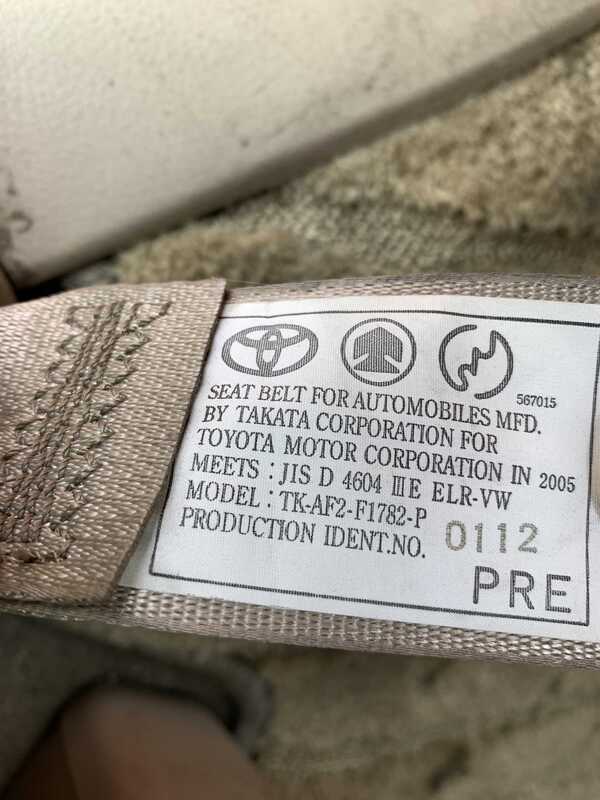 567015
SEAT BELT FOR AUTOMOBILES MFD.
BY TAKATA CORPORATION FOR
TOYOTA MOTOR CORPORATION IN 2005
MEETS : JIS D 4604 ⅢE ELR-VW
MODEL : TK-AF2-F1782-P
PRODUCTION IDENT.NO. 0112
PRE